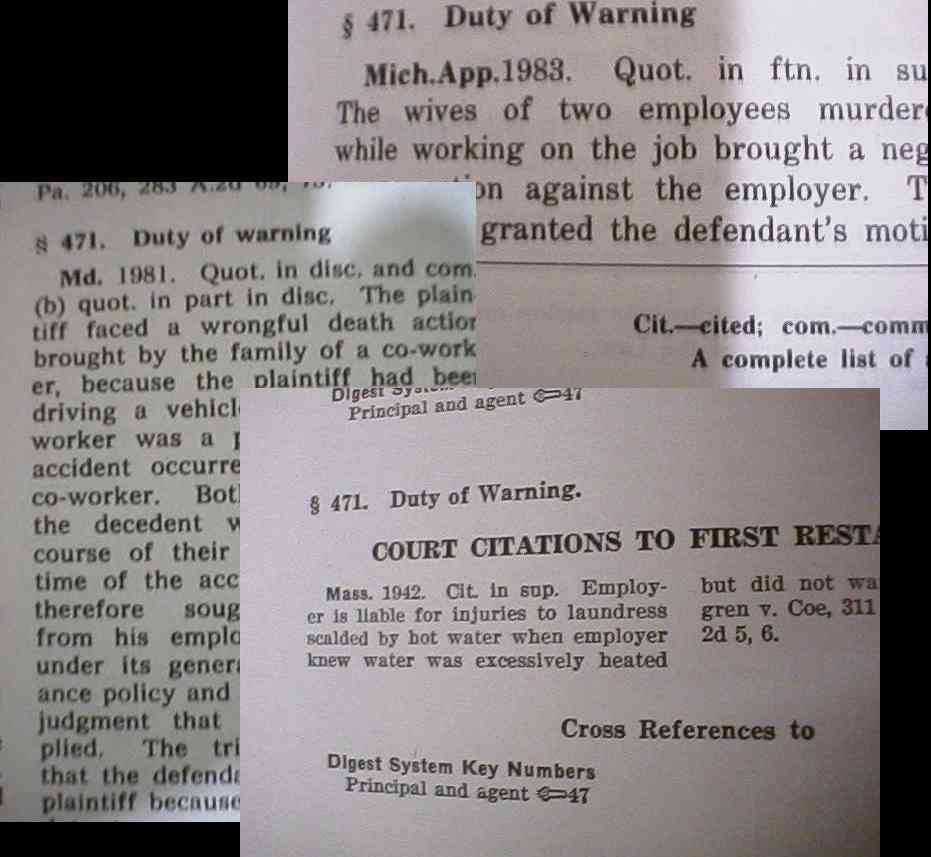 § 471. Duty of Warning
Mich.App.1983. Quot. in ftn. in su
The wives of two employees murder
while working on the job brought a neg
on against the employer. T
granted the defendant's moti
Cit.—cited; com.—comm
A complete list of
Pa. 206, 283 A.2d
§ 471. Duty of warning
Md. 1981. Quot. in disc. and com.
(b) quot. in part in disc. The plain-
tiff faced a wrongful death action
brought by the family of a co-work-
er, because the plaintiff had been
driving a vehicl
worker was a p
accident occurre
co-worker. Bot
the decedent w
course of their
time of the acc
therefore soug
from his emplo
under its gener
ance policy and
judgment that
plied. The tri
that the defenda
plaintiff because
Digest Sys
Principal and agent 47
§ 471. Duty of Warning.
COURT CITATIONS TO FIRST RESTA
Mass. 1942. Cit. in sup. Employ-
er is liable for injuries to laundress
scalded by hot water when employer
knew water was excessively heated
but did not wa
gren v. Coe, 311
2d 5, 6.
Cross References to
Digest System Key Numbers
Principal and agent 47